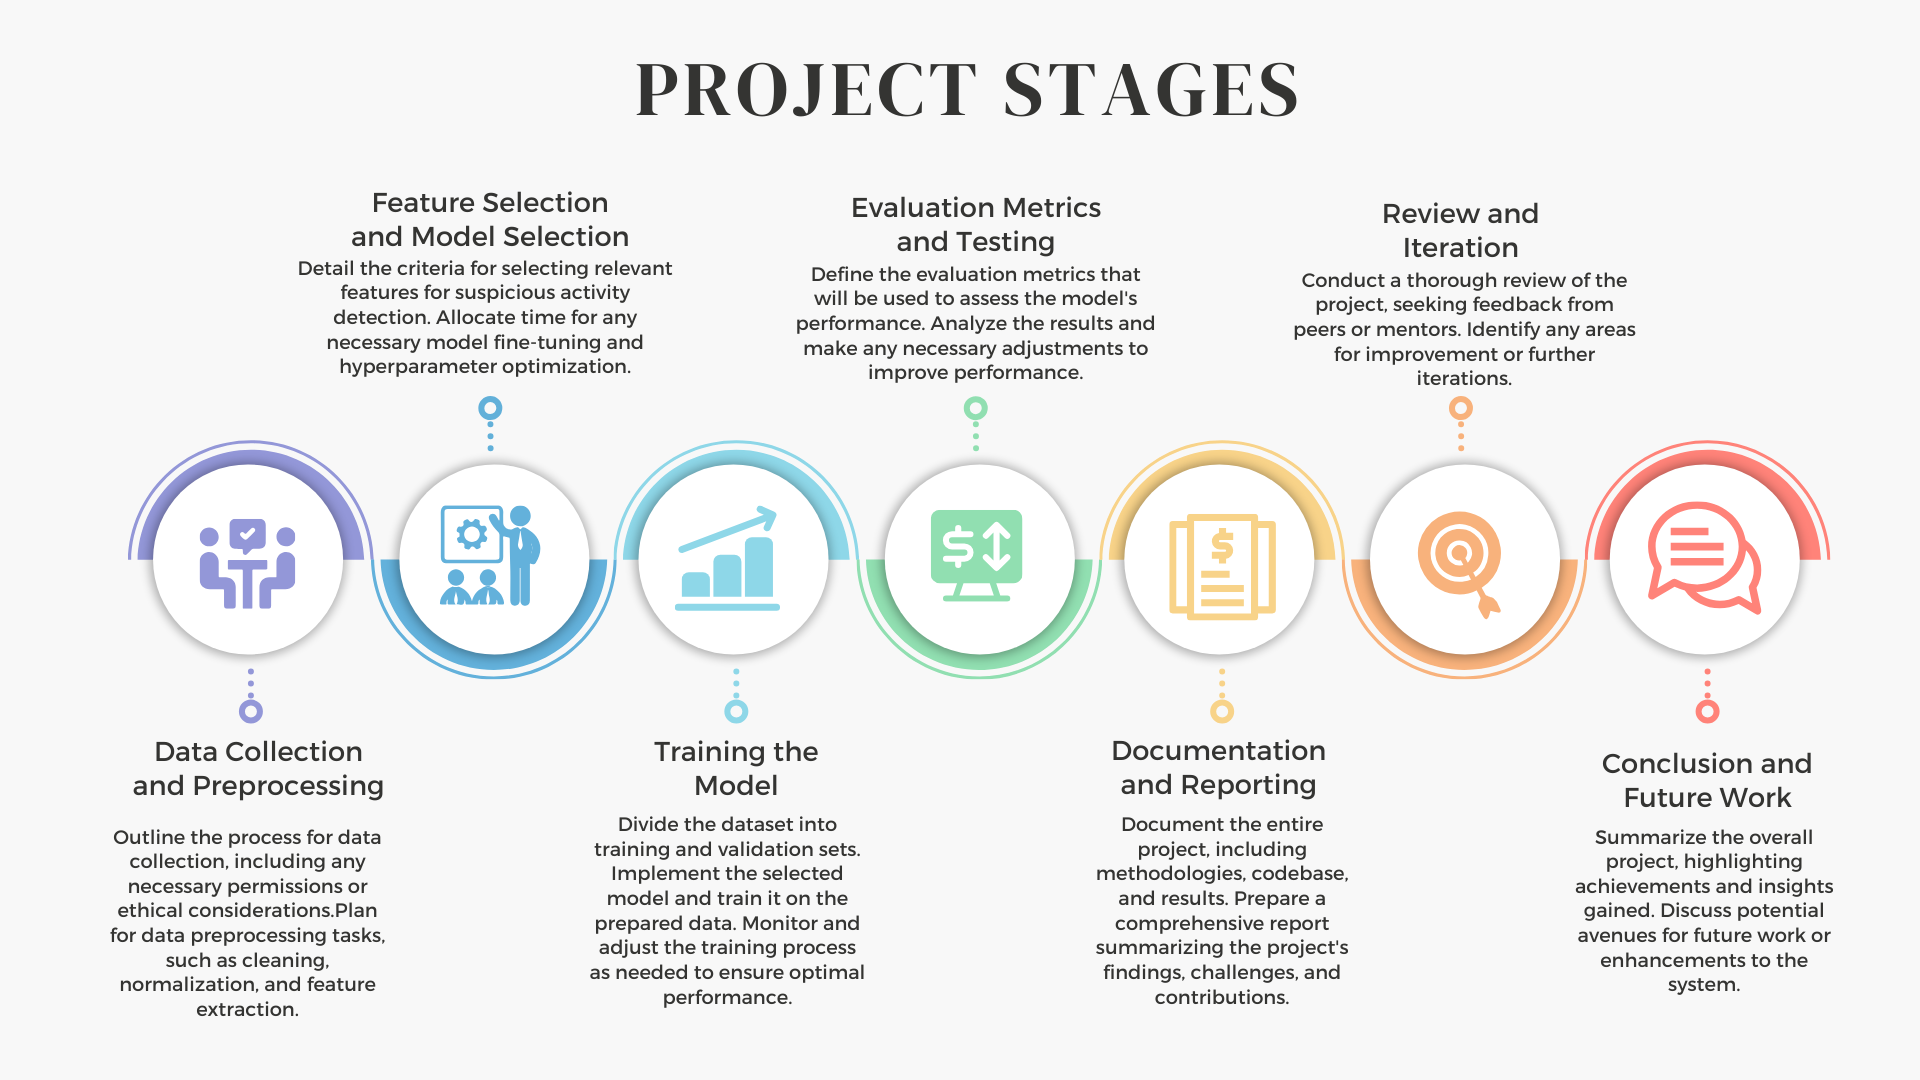 PROJECT STAGES
Data Collection
and Preprocessing
Outline the process for data
collection, including any
necessary permissions or
ethical considerations.Plan
for data preprocessing tasks,
such as cleaning,
normalization, and feature
extraction.
Feature Selection
and Model Selection
Detail the criteria for selecting relevant
features for suspicious activity
detection. Allocate time for any
necessary model fine-tuning and
hyperparameter optimization.
Training the
Model
Divide the dataset into
training and validation sets.
Implement the selected
model and train it on the
prepared data. Monitor and
adjust the training process
as needed to ensure optimal
performance.
Evaluation Metrics
and Testing
Define the evaluation metrics that
will be used to assess the model's
performance. Analyze the results and
make any necessary adjustments to
improve performance.
$
Documentation
and Reporting
Document the entire
project, including
methodologies, codebase,
and results. Prepare a
comprehensive report
summarizing the project's
findings, challenges, and
contributions.
$
Review and
Iteration
Conduct a thorough review of the
project, seeking feedback from
peers or mentors. Identify any areas
for improvement or further
iterations.
Conclusion and
Future Work
Summarize the overall
project, highlighting
achievements and insights
gained. Discuss potential
avenues for future work or
enhancements to the
system.